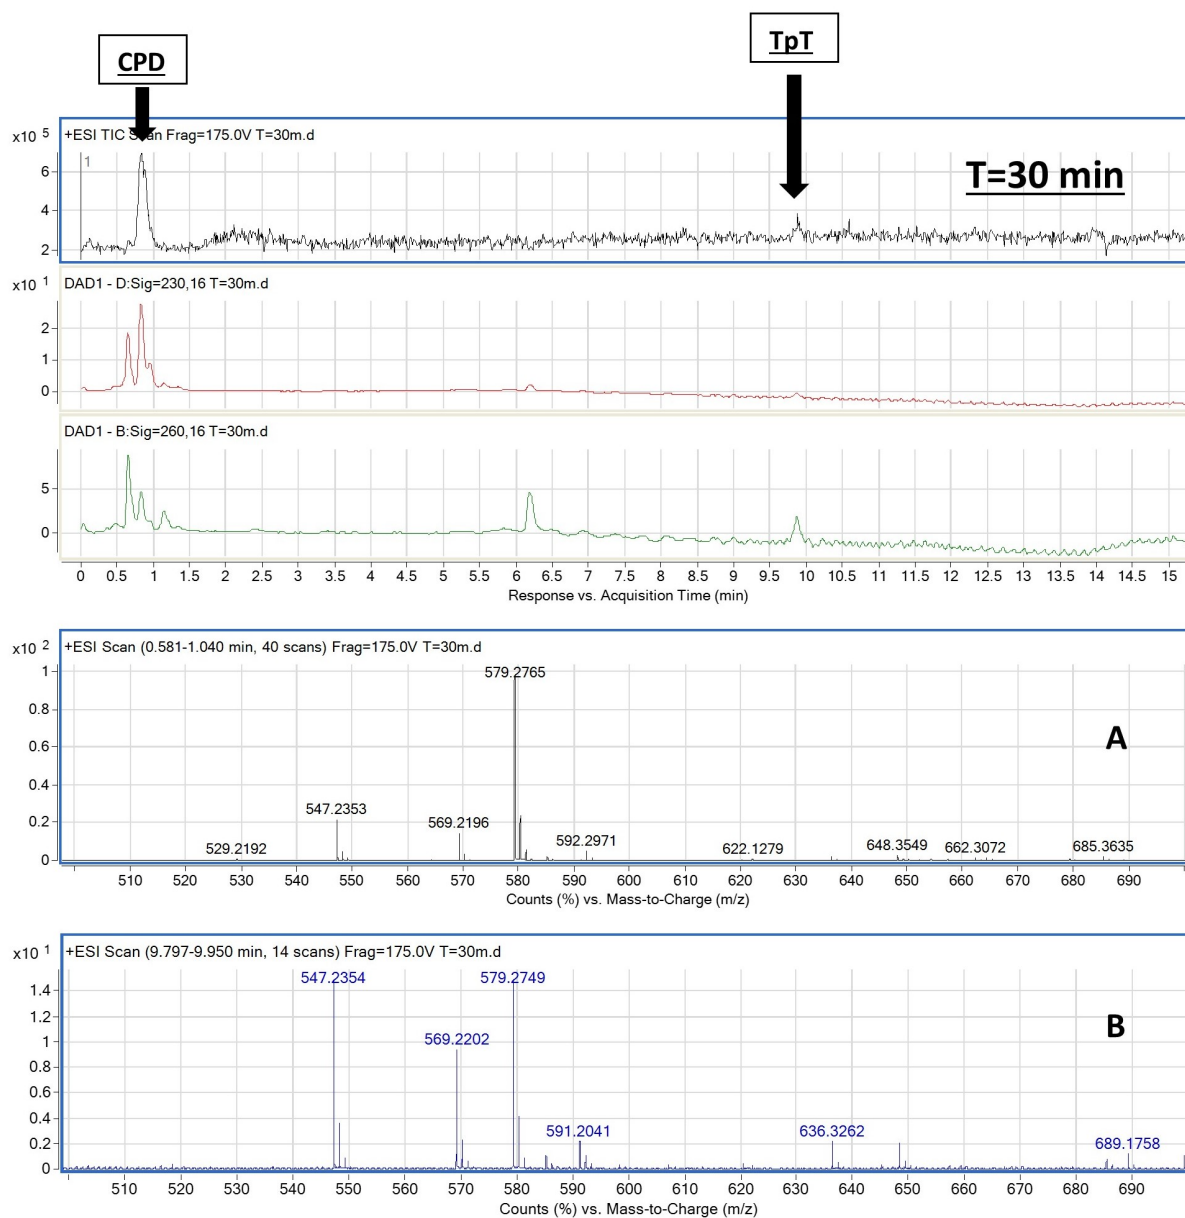 CPD
TpT
x10 5
+ESI TIC Scan Frag=175.0V T=30m.d
1
T=30 min
6
4
2
x10 1
DAD1 - D:Sig=230,16 T=30m.d
2
1
0
DAD1 - B:Sig=260,16 T=30m.d
5
0
0 0.5 1 1.5 2 2.5 3 3.5 4 4.5 5 5.5 6 6.5 7 7.5 8 8.5 9 9.5 10 10.5 11 11.5 12 12.5 13 13.5 14 14.5 15
Response vs. Acquisition Time (min)
x10 2
+ESI Scan (0.581-1.040 min, 40 scans) Frag=175.0V T=30m.d
1
579.2765
0.8
A
0.6
0.4
547.2353
0.2
569.2196
529.2192
592.2971
622.1279
648.3549
662.3072
685.3635
0
510 520 530 540 550 560 570 580 590 600 610 620 630 640 650 660 670 680 690
Counts (%) vs. Mass-to-Charge (m/z)
x10 1
+ESI Scan (9.797-9.950 min, 14 scans) Frag=175.0V T=30m.d
547.2354
579.2749
1.4
1.2
B
1
569.2202
0.8
0.6
0.4
591.2041
636.3262
0.2
689.1758
0
510 520 530 540 550 560 570 580 590 600 610 620 630 640 650 660 670 680 690
Counts (%) vs. Mass-to-Charge (m/z)